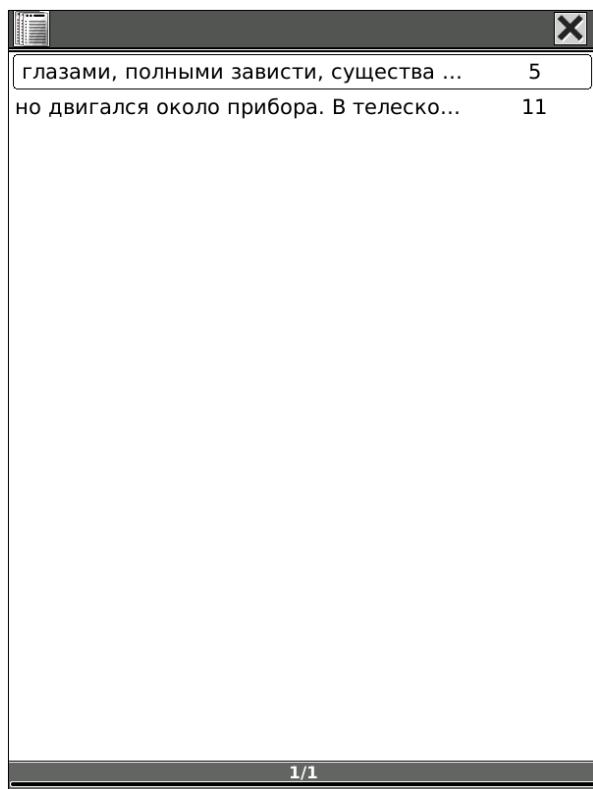 глазами, полными зависти, существа ... 5
но двигался около прибора. В телеско... 11
1/1